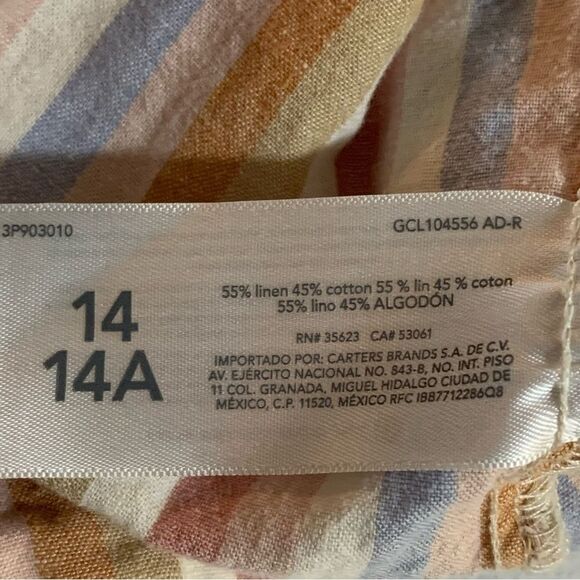 3P903010
GCL104556 AD-R
14
14A
55% linen 45% cotton 55 % lin 45 % coton
55% lino 45% ALGODÓN
RN# 35623 CA# 53061
IMPORTADO POR: CARTERS BRANDS S.A. DE C.V.
AV. EJÉRCITO NACIONAL NO. 843-B, NO. INT. PISO
11 COL. GRANADA, MIGUEL HIDALGO CIUDAD DE
MÉXICO, C.P. 11520, MÉXICO RFC IBB7712286Q8